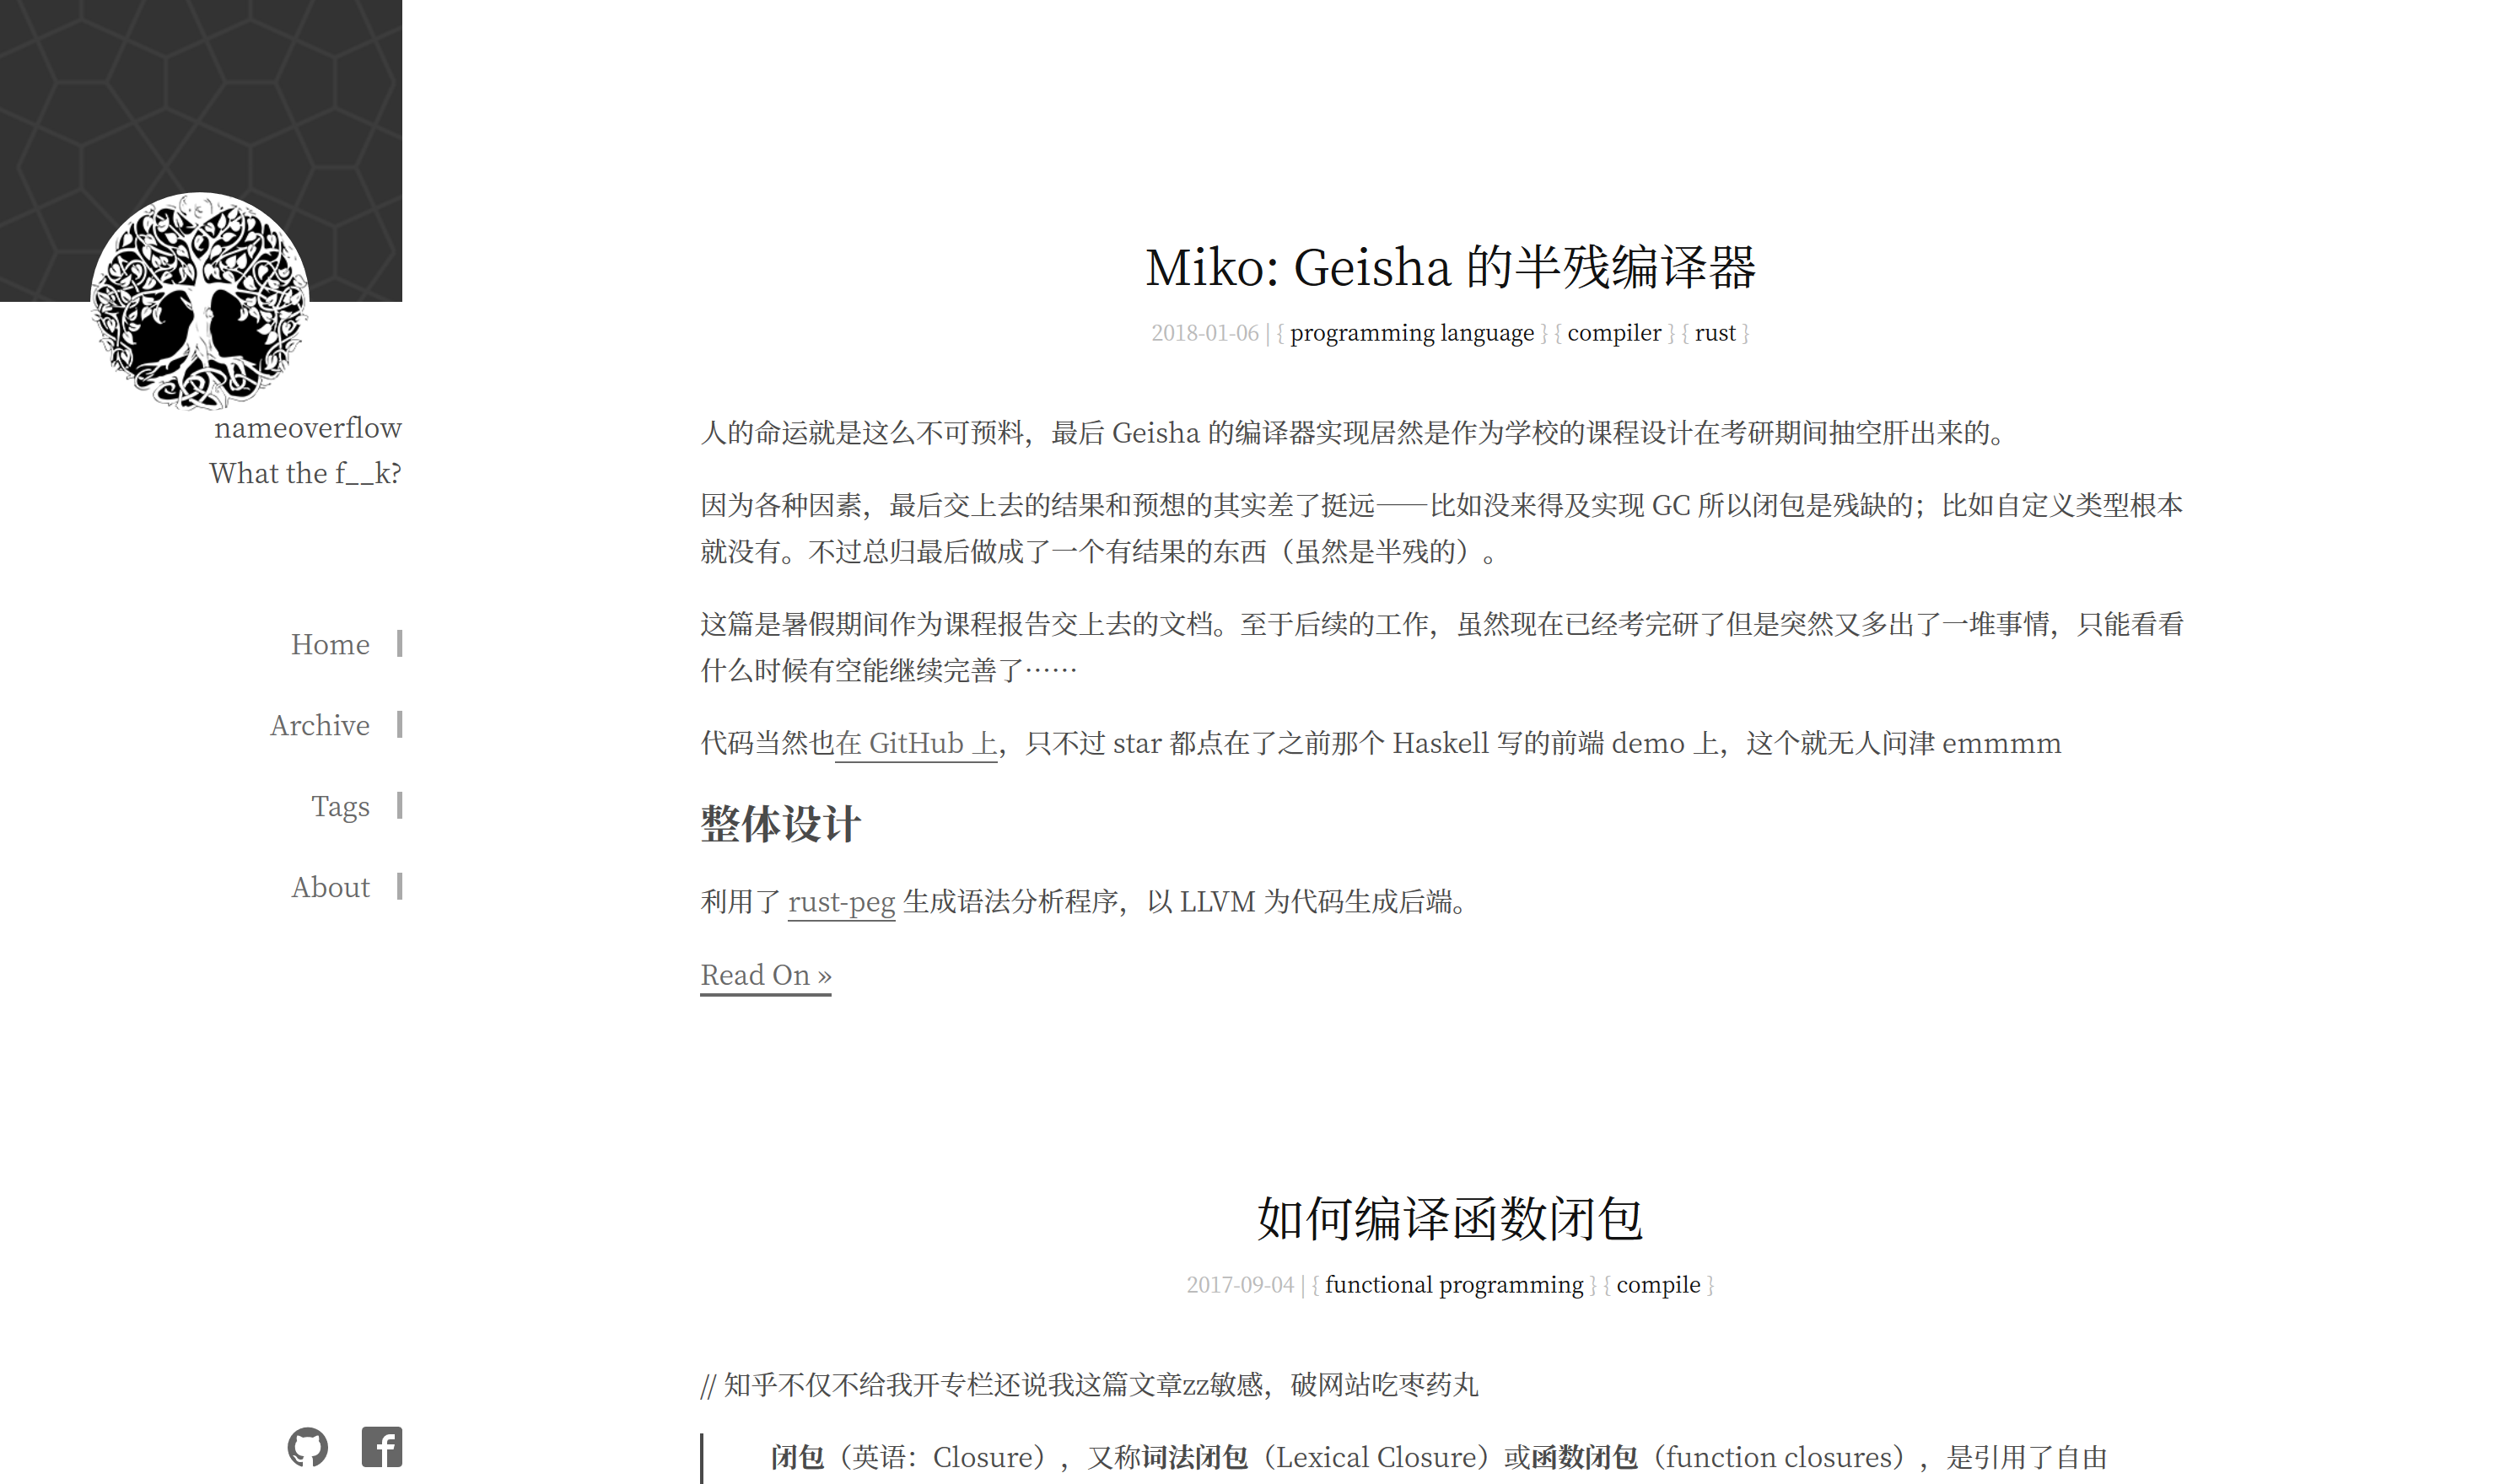 nameoverflow
What the f__k?
Home
Archive
Tags
About
Miko: Geisha 的半残编译器
2018-01-06 | { programming language } { compiler } { rust }
人的命运就是这么不可预料，最后 Geisha 的编译器实现居然是作为学校的课程设计在考研期间抽空肝出来的。
因为各种因素，最后交上去的结果和预想的其实差了挺远——比如没来得及实现 GC 所以闭包是残缺的；比如自定义类型根本
就没有。不过总归最后做成了一个有结果的东西（虽然是半残的）。
这篇是暑假期间作为课程报告交上去的文档。至于后续的工作，虽然现在已经考完研了但是突然又多出了一堆事情，只能看看
什么时候有空能继续完善了……
代码当然也在 GitHub 上，只不过 star 都点在了之前那个 Haskell 写的前端 demo 上，这个就无人问津 emmmm
整体设计
利用了 rust-peg 生成语法分析程序，以 LLVM 为代码生成后端。
Read On »
如何编译函数闭包
2017-09-04 | { functional programming } { compile }
// 知乎不仅不给我开专栏还说我这篇文章zz敏感，破网站吃枣药丸
闭包（英语：Closure），又称词法闭包（Lexical Closure）或函数闭包（function closures），是引用了自由